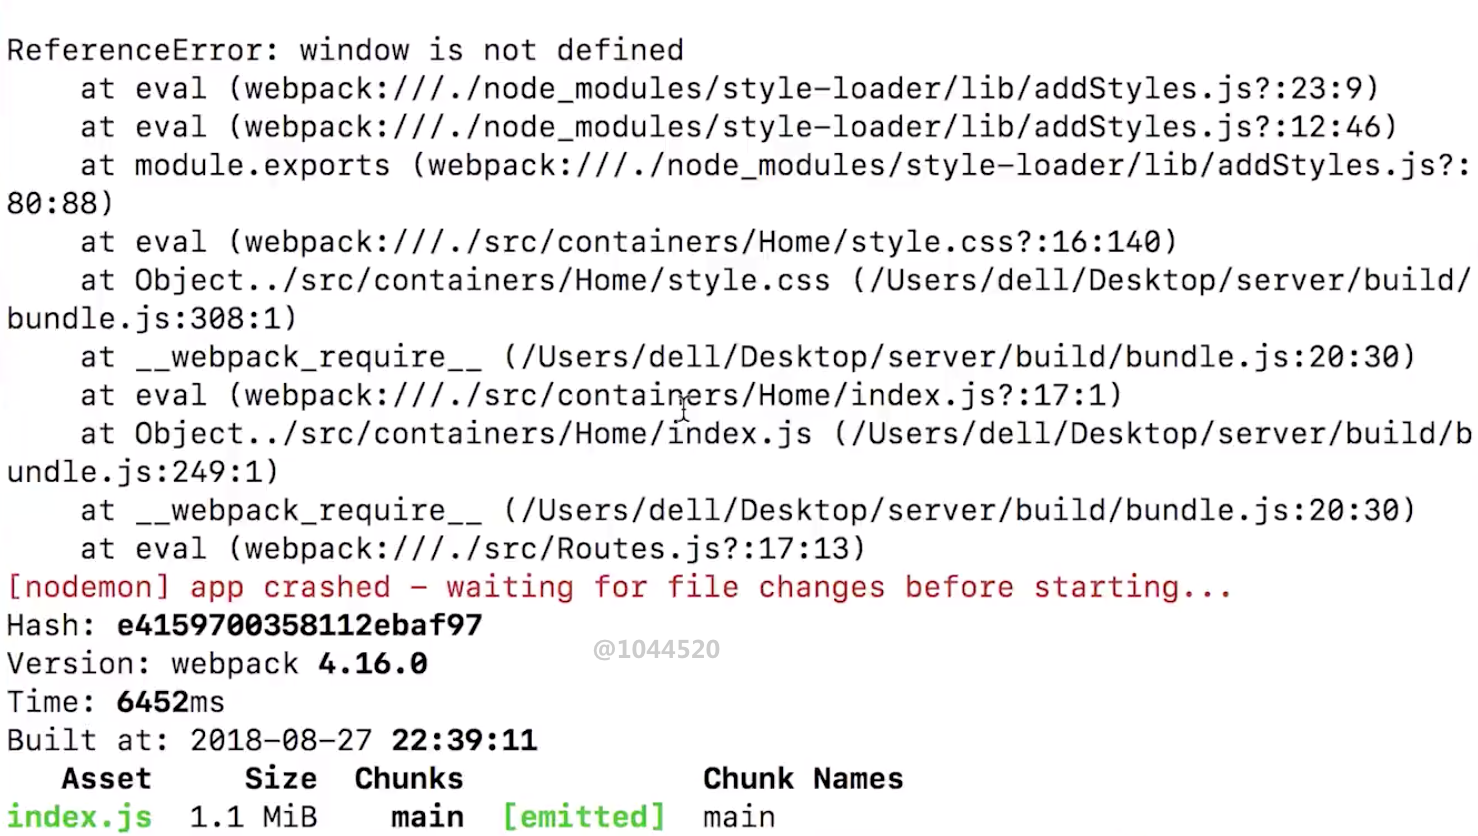 ReferenceError: window is not defined
at eval (webpack:///./node_modules/style-loader/lib/addStyles.js?:23:9)
at eval (webpack:///./node_modules/style-loader/lib/addStyles.js?:12:46)
at module.exports (webpack:///./node_modules/style-loader/lib/addStyles.js?:
80:88)
at eval (webpack:///./src/containers/Home/style.css?:16:140)
at Object../src/containers/Home/style.css (/Users/dell/Desktop/server/build/
bundle.js:308:1)
at __webpack_require__ (/Users/dell/Desktop/server/build/bundle.js:20:30)
at eval (webpack:///./src/containers/Home/index.js?:17:1)
at Object../src/containers/Home/index.js (/Users/dell/Desktop/server/build/b
undle.js:249:1)
at __webpack_require__ (/Users/dell/Desktop/server/build/bundle.js:20:30)
at eval (webpack:///./src/Routes.js?:17:13)
[nodemon] app crashed – waiting for file changes before starting...
Hash: e4159700358112ebaf97
@1044520
Version: webpack 4.16.0
Time: 6452ms
Built at: 2018-08-27 22:39:11
Asset Size Chunks Chunk Names
index.js 1.1 MiB main [emitted] main